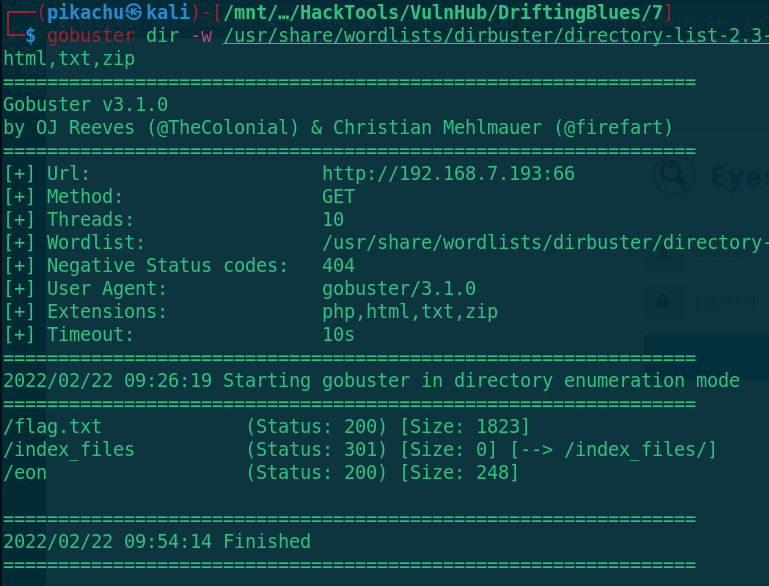 ┌──(pikachu㉿kali)-[/mnt/…/HackTools/VulnHub/DriftingBlues/7]
└─$ gobuster dir -w /usr/share/wordlists/dirbuster/directory-list-2.3-
html,txt,zip
===============================================================
Gobuster v3.1.0
by OJ Reeves (@TheColonial) & Christian Mehlmauer (@firefart)
===============================================================
[+] Url:                     http://192.168.7.193:66
[+] Method:                  GET
[+] Threads:                 10
[+] Wordlist:                /usr/share/wordlists/dirbuster/directory-
[+] Negative Status codes:   404
[+] User Agent:              gobuster/3.1.0
[+] Extensions:              php,html,txt,zip
[+] Timeout:                 10s
===============================================================
2022/02/22 09:26:19 Starting gobuster in directory enumeration mode
===============================================================
/flag.txt             (Status: 200) [Size: 1823]
/index_files          (Status: 301) [Size: 0] [--> /index_files/]
/eon                  (Status: 200) [Size: 248]

===============================================================
2022/02/22 09:54:14 Finished
===============================================================
Eyes
password